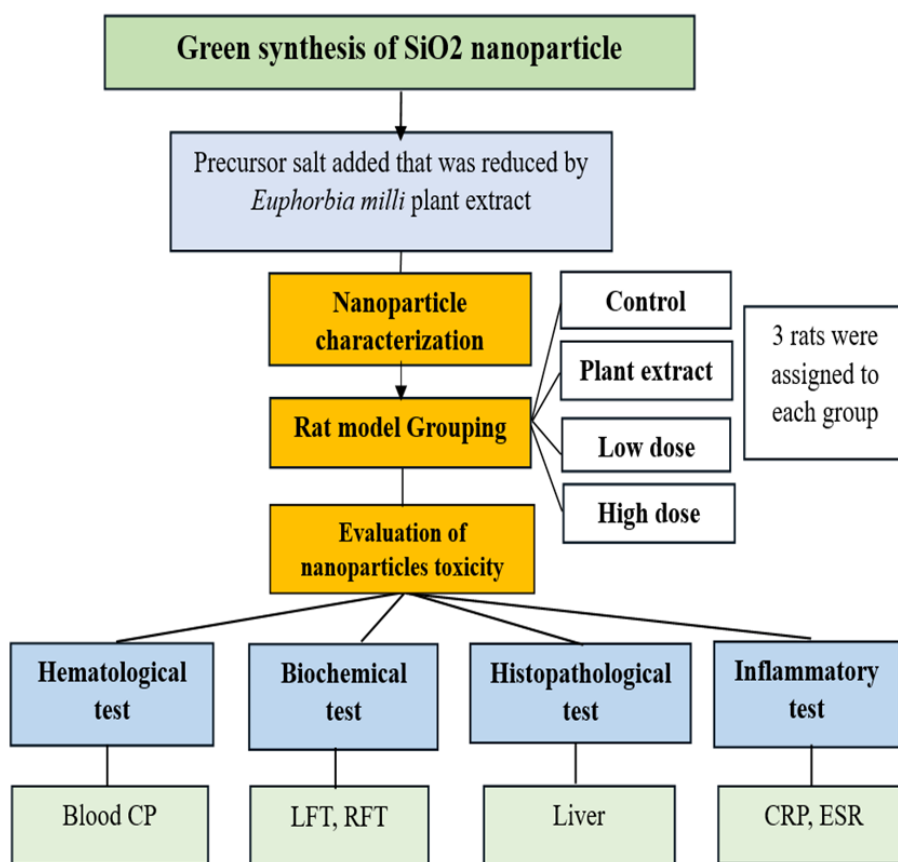 Green synthesis of SiO2 nanoparticle
Precursor salt added that was reduced by
Euphorbia milli plant extract
Nanoparticle
characterization
Rat model Grouping
Control
Plant extract
Low dose
High dose
3 rats were
assigned to
each group
Evaluation of
nanoparticles toxicity
Hematological
test
Biochemical
test
Histopathological
test
Inflammatory
test
Blood CP
LFT, RFT
Liver
CRP, ESR